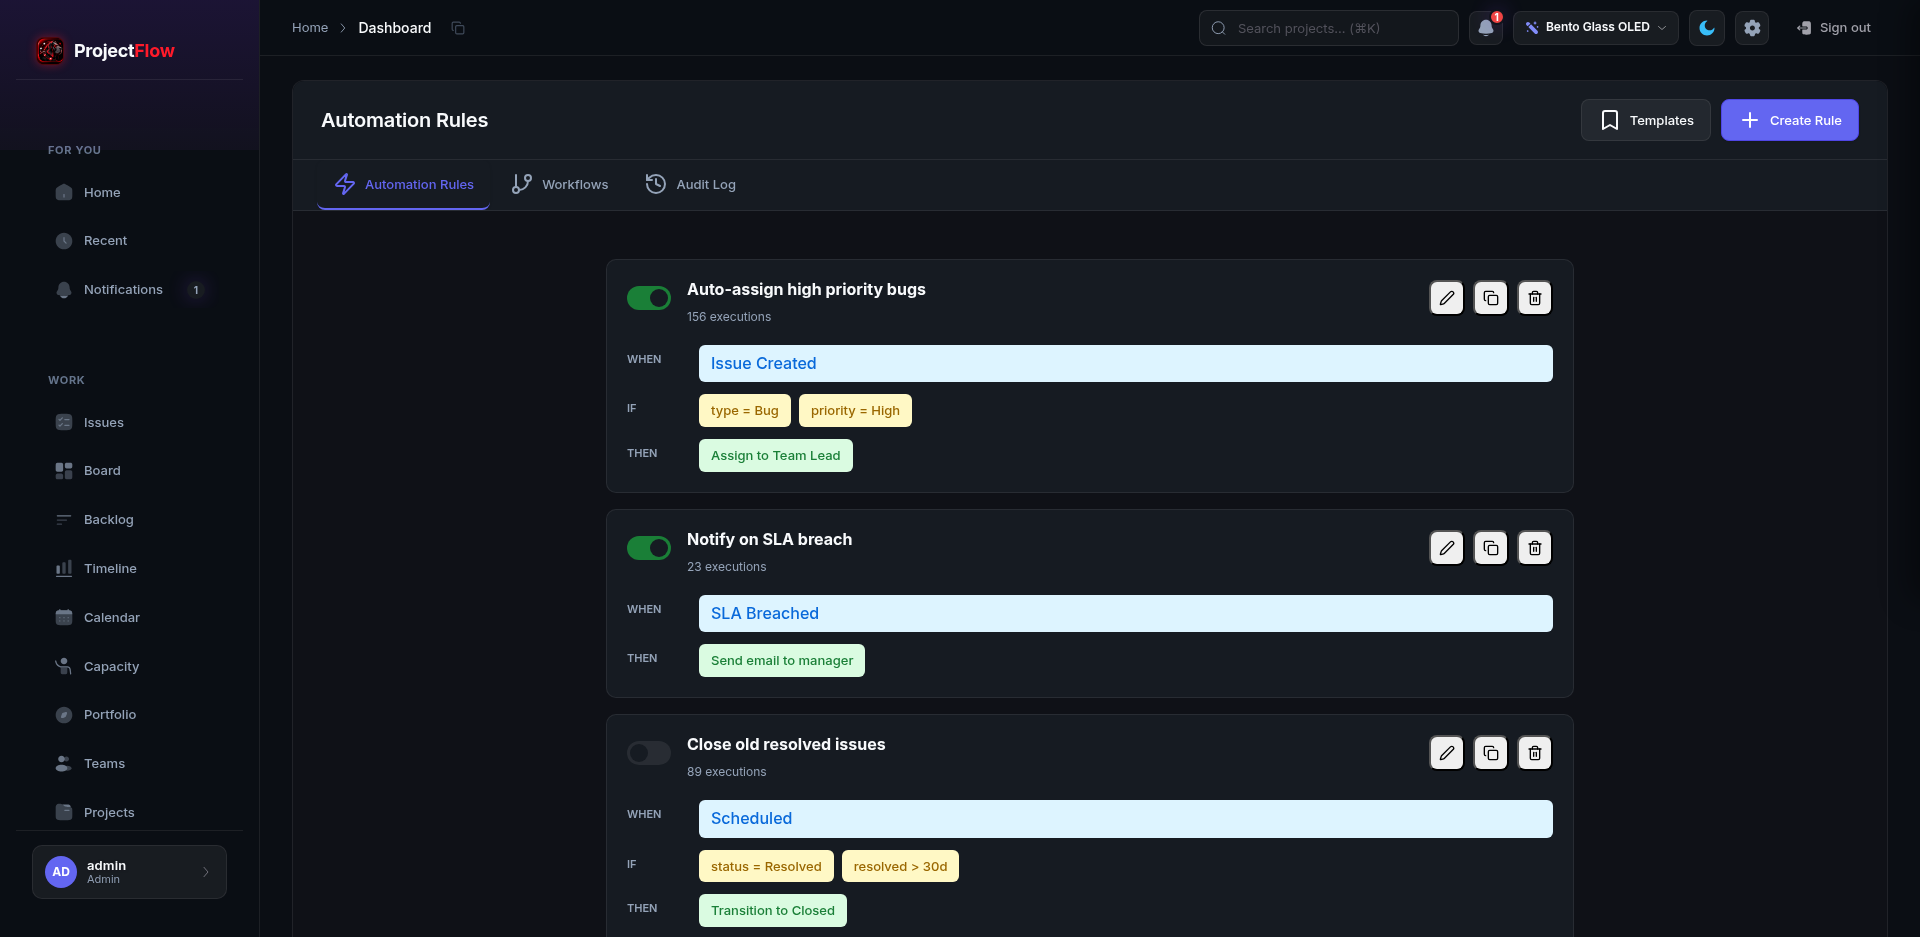 ProjectFlow
FOR YOU
Home
Recent
Notifications 1
WORK
Issues
Board
Backlog
Timeline
Calendar
Capacity
Portfolio
Teams
Projects
AD
admin
Admin
Home Dashboard
Search projects... (⌘K)
1
Bento Glass OLED
Sign out
Automation Rules
Templates
Create Rule
Automation Rules
Workflows
Audit Log
Auto-assign high priority bugs
156 executions
WHEN Issue Created
IF type = Bug priority = High
THEN Assign to Team Lead
Notify on SLA breach
23 executions
WHEN SLA Breached
THEN Send email to manager
Close old resolved issues
89 executions
WHEN Scheduled
IF status = Resolved resolved > 30d
THEN Transition to Closed